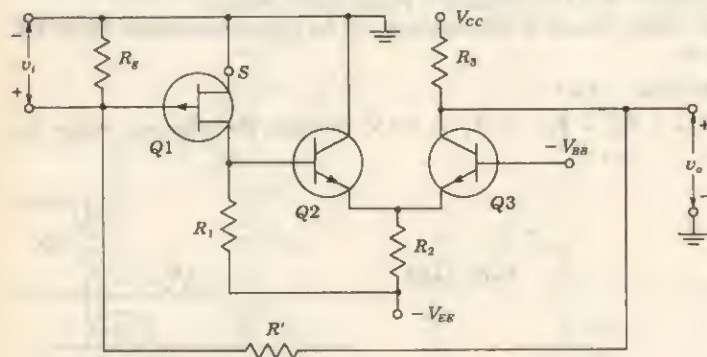 −
v_i
+
R_g
S
Q1
R_1
Q2
V_CC
R_3
−V_BB
Q3
R_2
−V_EE
R'
+
v_o
−